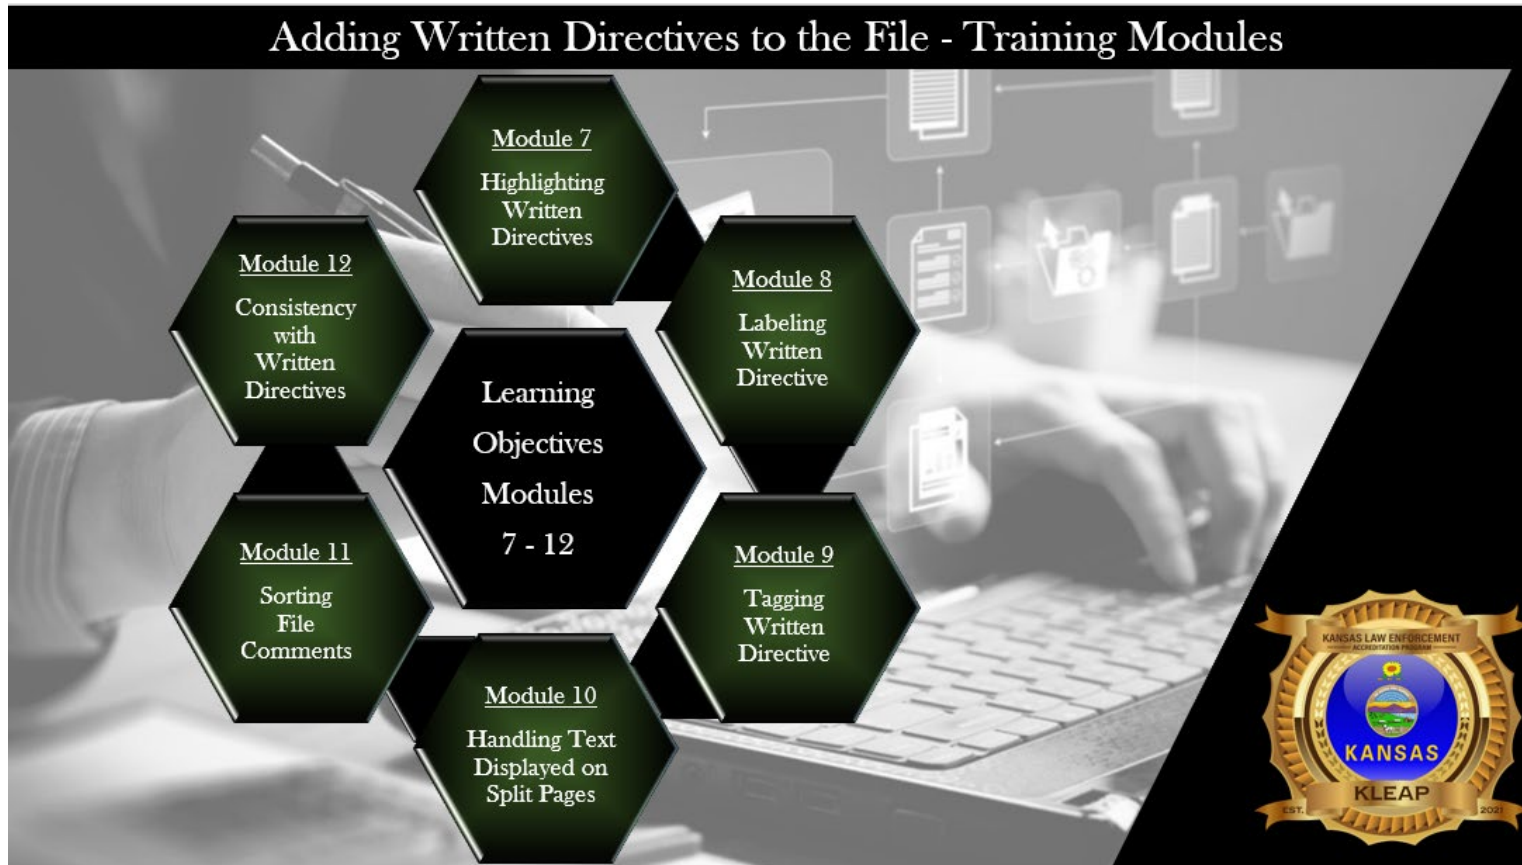 Adding Written Directives to the File - Training Modules
Module 7
Highlighting
Written
Directives
Module 8
Labeling
Written
Directive
Module 9
Tagging
Written
Directive
Module 10
Handling Text
Displayed on
Split Pages
Module 11
Sorting
File
Comments
Module 12
Consistency
with
Written
Directives
Learning
Objectives
Modules
7 - 12
KANSAS LAW ENFORCEMENT
ACCREDITATION PROGRAM
KANSAS
KLEAP
EST. 2021